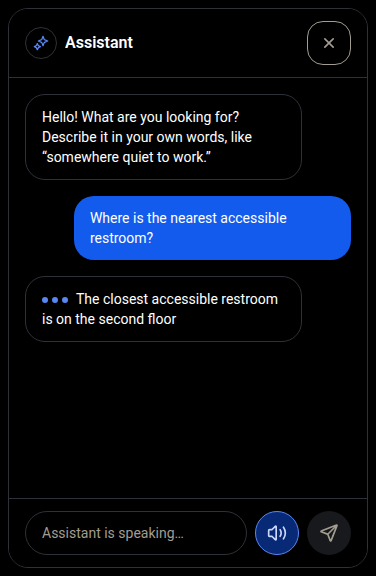 Assistant
Hello! What are you looking for?
Describe it in your own words, like
“somewhere quiet to work.”
Where is the nearest accessible
restroom?
The closest accessible restroom
is on the second floor
Assistant is speaking…